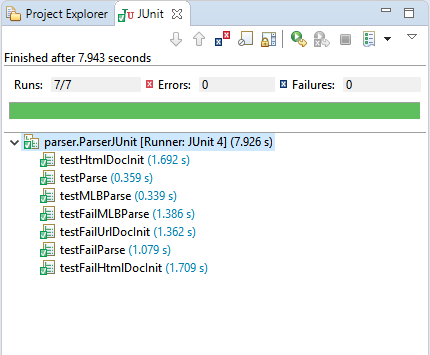 Project Explorer JUnit
Finished after 7.943 seconds
Runs: 7/7 Errors: 0 Failures: 0
parser.ParserJUnit [Runner: JUnit 4] (7.926 s)
testHtmlDocInit (1.692 s)
testParse (0.359 s)
testMLBParse (0.339 s)
testFailMLBParse (1.386 s)
testFailUrlDocInit (1.362 s)
testFailParse (1.079 s)
testFailHtmlDocInit (1.709 s)